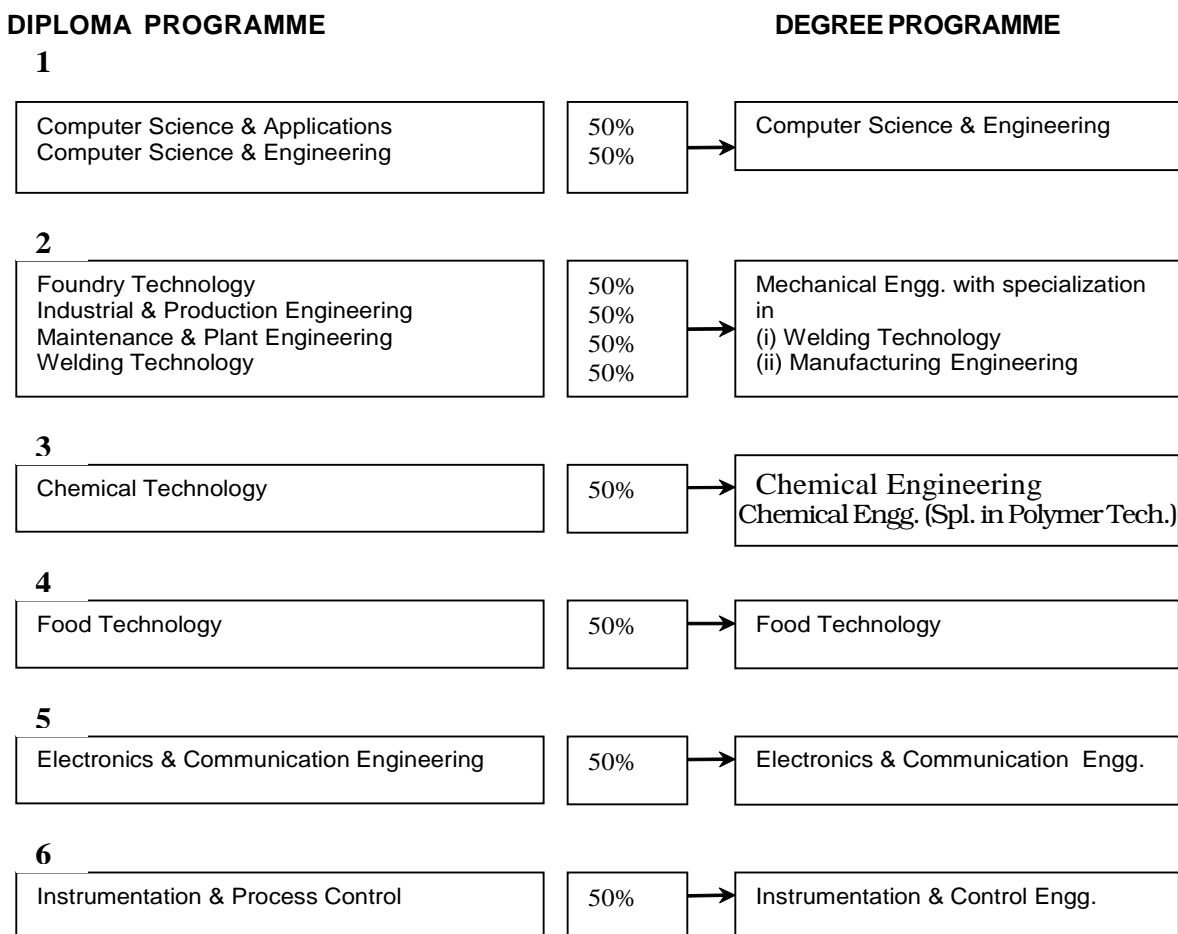 DIPLOMA PROGRAMME DEGREE PROGRAMME
1
Computer Science & Applications 50% Computer Science & Engineering
Computer Science & Engineering 50%
2
Foundry Technology 50% Mechanical Engg. with specialization
Industrial & Production Engineering 50% in
Maintenance & Plant Engineering 50% (i) Welding Technology
Welding Technology 50% (ii) Manufacturing Engineering
3
Chemical Technology 50% Chemical Engineering
Chemical Engg. (Spl. in Polymer Tech.)
4
Food Technology 50% Food Technology
5
Electronics & Communication Engineering 50% Electronics & Communication Engg.
6
Instrumentation & Process Control 50% Instrumentation & Control Engg.